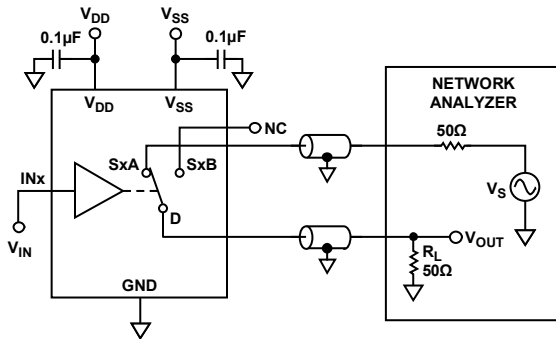 VDD
VSS
0.1µF
0.1µF
VDD
VSS
NETWORK
ANALYZER
NC
50Ω
SxA
SxB
INx
VS
D
VIN
VOUT
RL
50Ω
GND